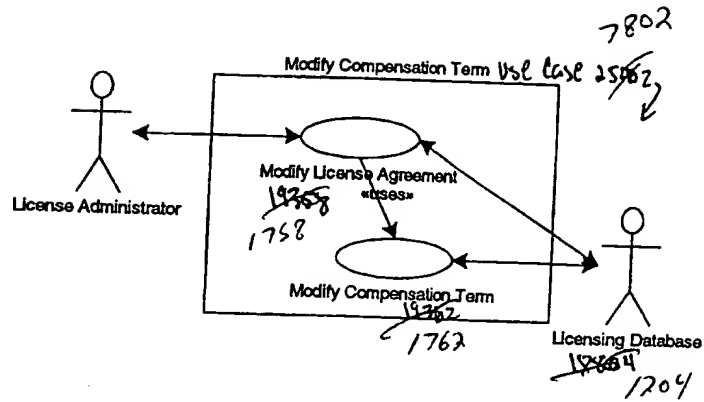 7802
Modify Compensation Term Use Case
License Administrator
Modify License Agreement
«uses»
1758
Modify Compensation Term
1762
Licensing Database
1204